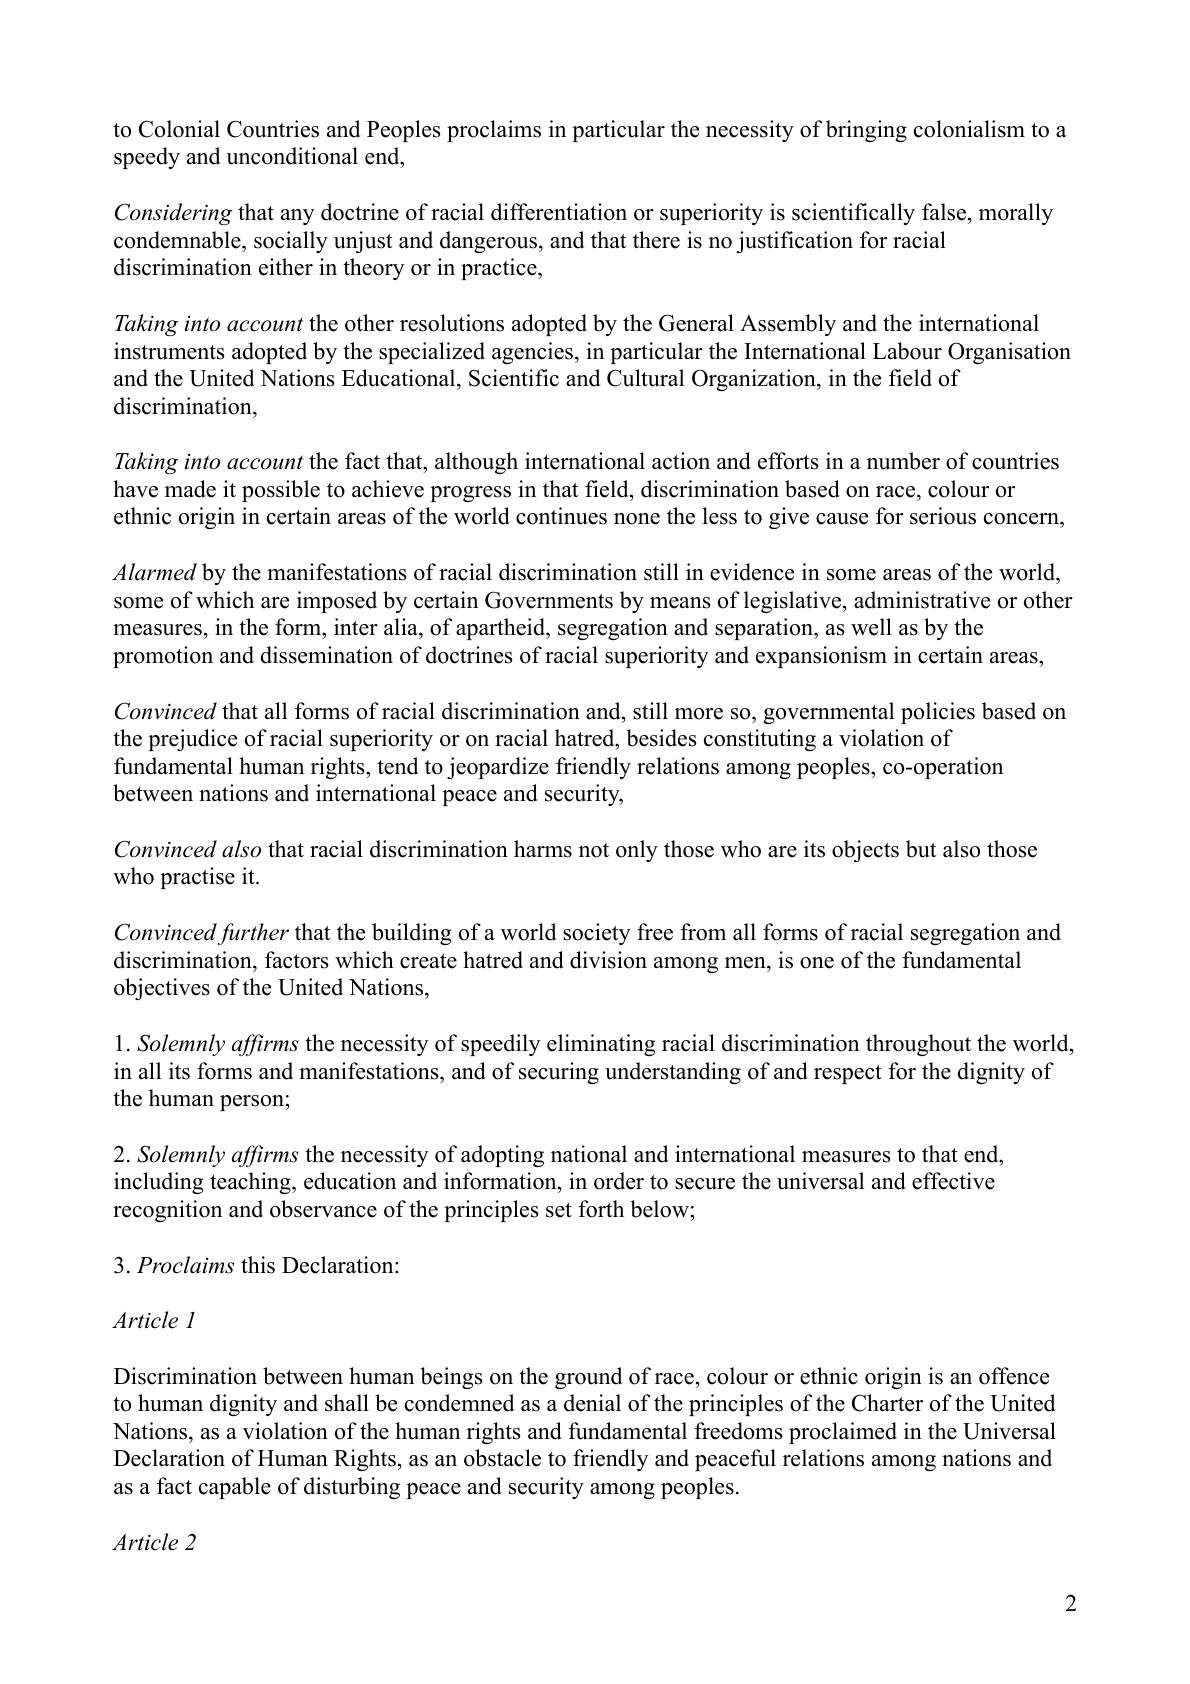 to Colonial Countries and Peoples proclaims in particular the necessity of bringing colonialism to a
speedy and unconditional end,
Considering that any doctrine of racial differentiation or superiority is scientifically false, morally
condemnable, socially unjust and dangerous, and that there is no justification for racial
discrimination either in theory or in practice,
Taking into account the other resolutions adopted by the General Assembly and the international
instruments adopted by the specialized agencies, in particular the International Labour Organisation
and the United Nations Educational, Scientific and Cultural Organization, in the field of
discrimination,
Taking into account the fact that, although international action and efforts in a number of countries
have made it possible to achieve progress in that field, discrimination based on race, colour or
ethnic origin in certain areas of the world continues none the less to give cause for serious concern,
Alarmed by the manifestations of racial discrimination still in evidence in some areas of the world,
some of which are imposed by certain Governments by means of legislative, administrative or other
measures, in the form, inter alia, of apartheid, segregation and separation, as well as by the
promotion and dissemination of doctrines of racial superiority and expansionism in certain areas,
Convinced that all forms of racial discrimination and, still more so, governmental policies based on
the prejudice of racial superiority or on racial hatred, besides constituting a violation of
fundamental human rights, tend to jeopardize friendly relations among peoples, co-operation
between nations and international peace and security,
Convinced also that racial discrimination harms not only those who are its objects but also those
who practise it.
Convinced further that the building of a world society free from all forms of racial segregation and
discrimination, factors which create hatred and division among men, is one of the fundamental
objectives of the United Nations,
1. Solemnly affirms the necessity of speedily eliminating racial discrimination throughout the world,
in all its forms and manifestations, and of securing understanding of and respect for the dignity of
the human person;
2. Solemnly affirms the necessity of adopting national and international measures to that end,
including teaching, education and information, in order to secure the universal and effective
recognition and observance of the principles set forth below;
3. Proclaims this Declaration:
Article 1
Discrimination between human beings on the ground of race, colour or ethnic origin is an offence
to human dignity and shall be condemned as a denial of the principles of the Charter of the United
Nations, as a violation of the human rights and fundamental freedoms proclaimed in the Universal
Declaration of Human Rights, as an obstacle to friendly and peaceful relations among nations and
as a fact capable of disturbing peace and security among peoples.
Article 2
2